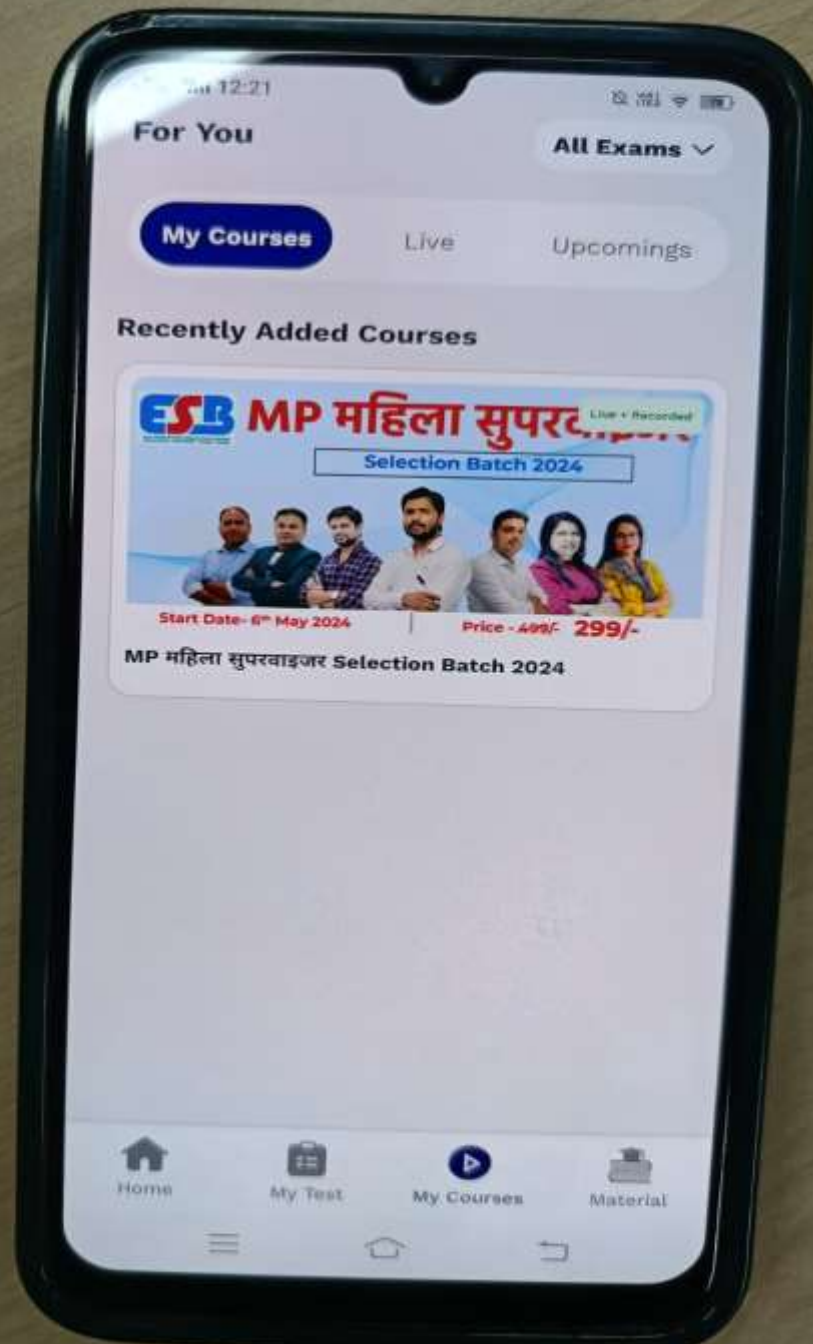 12:21
For You
All Exams
My Courses
Live
Upcomings
Recently Added Courses
ESB MP महिला
Live + Recorded
Selection Batch 2024
Start Date- 6th May 2024
Price - 499/- 299/-
MP महिला सुपरवाइजर Selection Batch 2024
Home
My Test
My Courses
Material